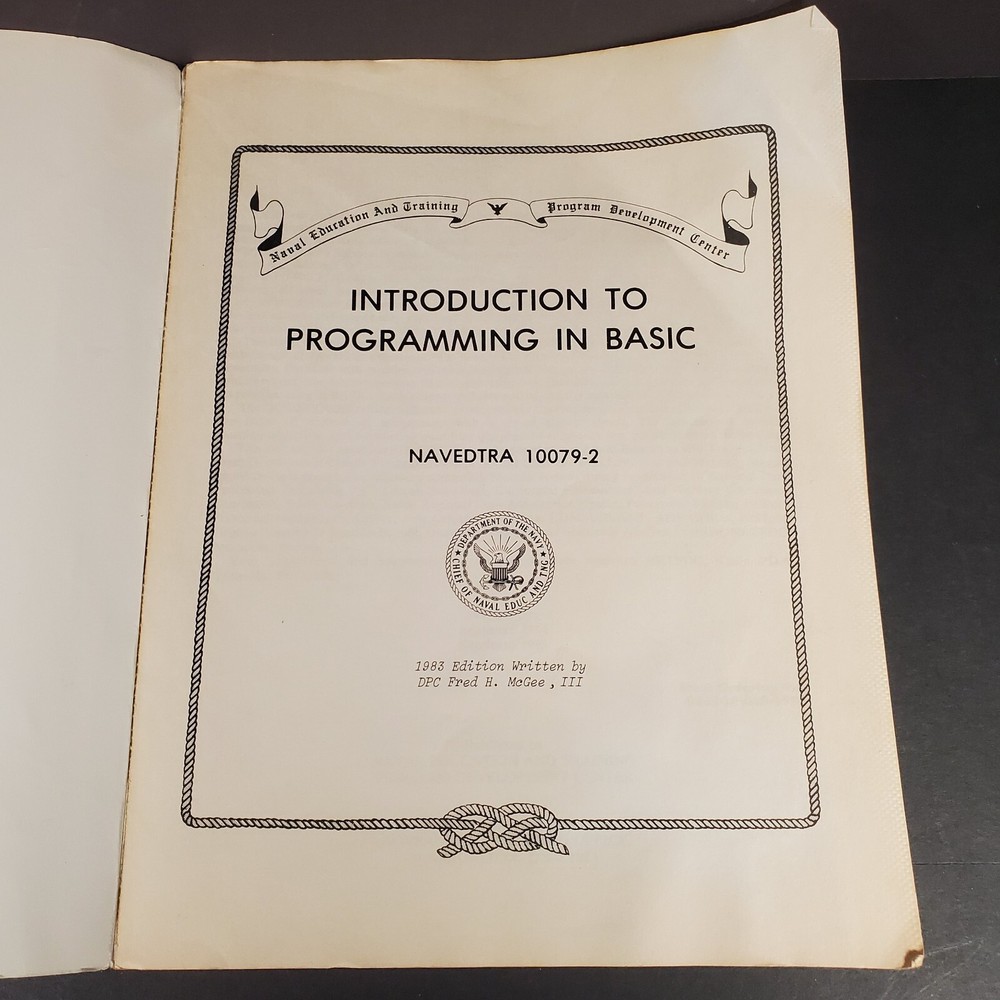 Naval Education And Training Program Development Center
INTRODUCTION TO
PROGRAMMING IN BASIC
NAVEDTRA 10079-2
DEPARTMENT OF THE NAVY
CHIEF OF NAVAL EDUC AND TNG
1983 Edition Written by
DPC Fred H. McGee, III